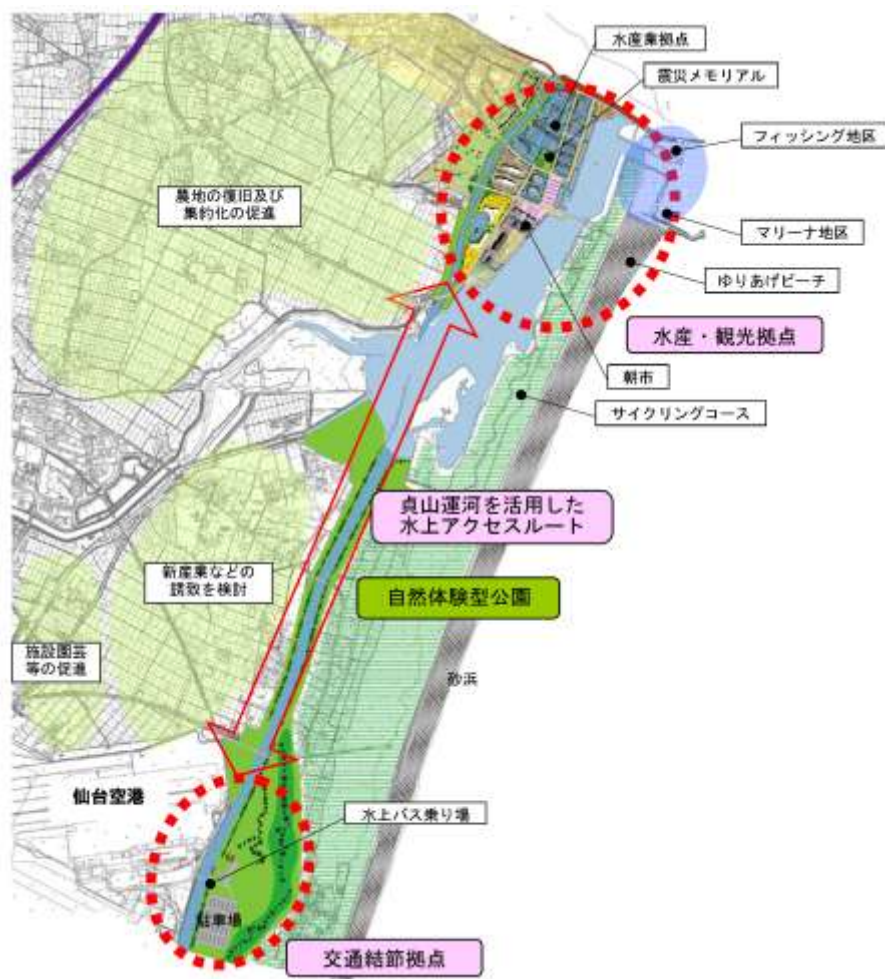 水産業拠点
震災メモリアル
フィッシング地区
農地の復旧及び
集約化の促進
マリーナ地区
ゆりあげビーチ
水産・観光拠点
朝市
サイクリングコース
貞山運河を活用した
水上アクセスルート
新産業などの
誘致を検討
自然体験型公園
施設園芸
等の促進
砂浜
仙台空港
水上バス乗り場
駐車場
交通結節拠点